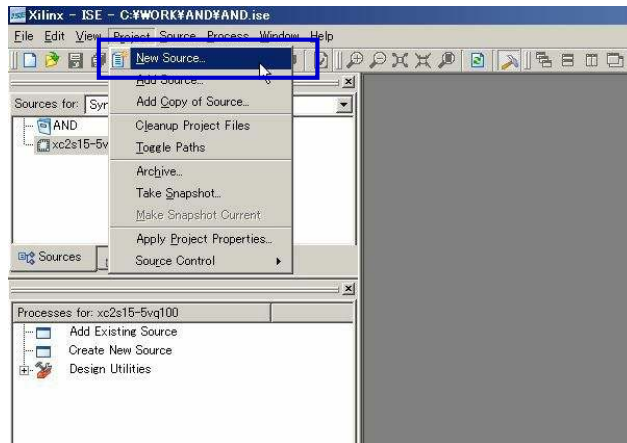 Xilinx - ISE - C:¥WORK¥AND¥AND.ise
File Edit View Project Source Process Window Help
New Source...
Add Source...
Sources for: Syn
Add Copy of Source...
AND
Cleanup Project Files
xc2s15-5v
Toggle Paths
Archive...
Take Snapshot...
Make Snapshot Current
Apply Project Properties...
Sources
Source Control
Processes for: xc2s15-5vq100
Add Existing Source
Create New Source
Design Utilities